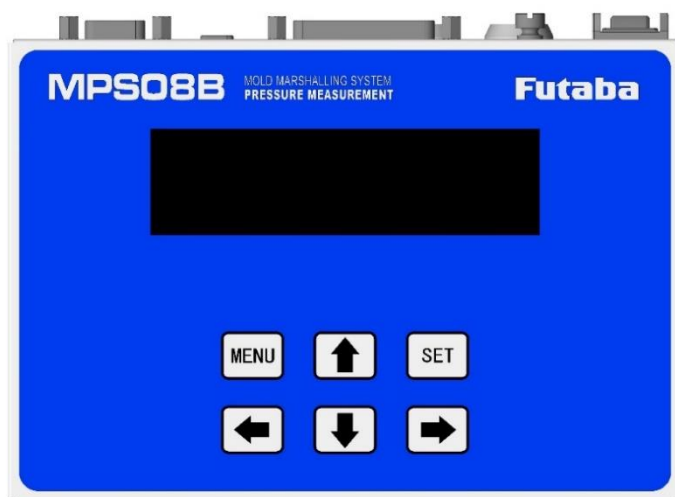 MPS08B
MOLD MARSHALLING SYSTEM
PRESSURE MEASUREMENT
Futaba
MENU
SET